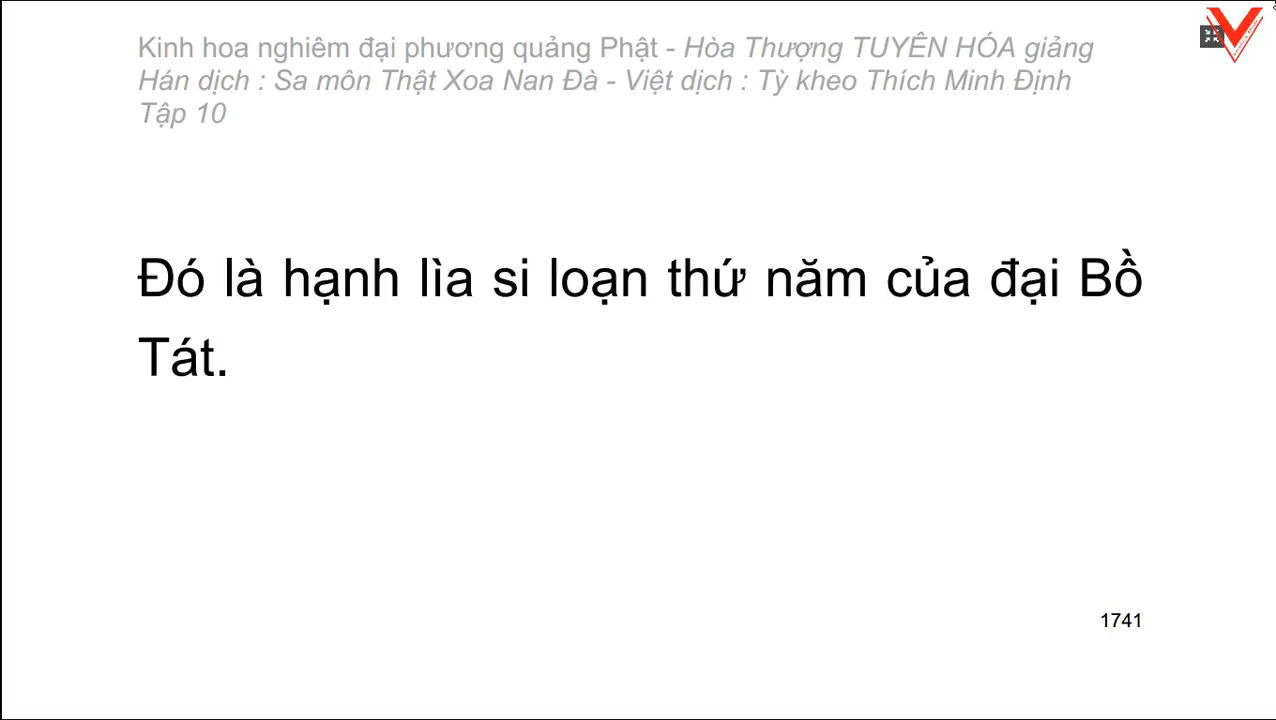 Kinh hoa nghiêm đại phương quảng Phật - Hòa Thượng TUYÊN HÓA giảng
Hán dịch : Sa môn Thật Xoa Nan Đà - Việt dịch : Tỳ kheo Thích Minh Định
Tập 10
Đó là hạnh lìa si loạn thứ năm của đại Bồ
Tát.
1741